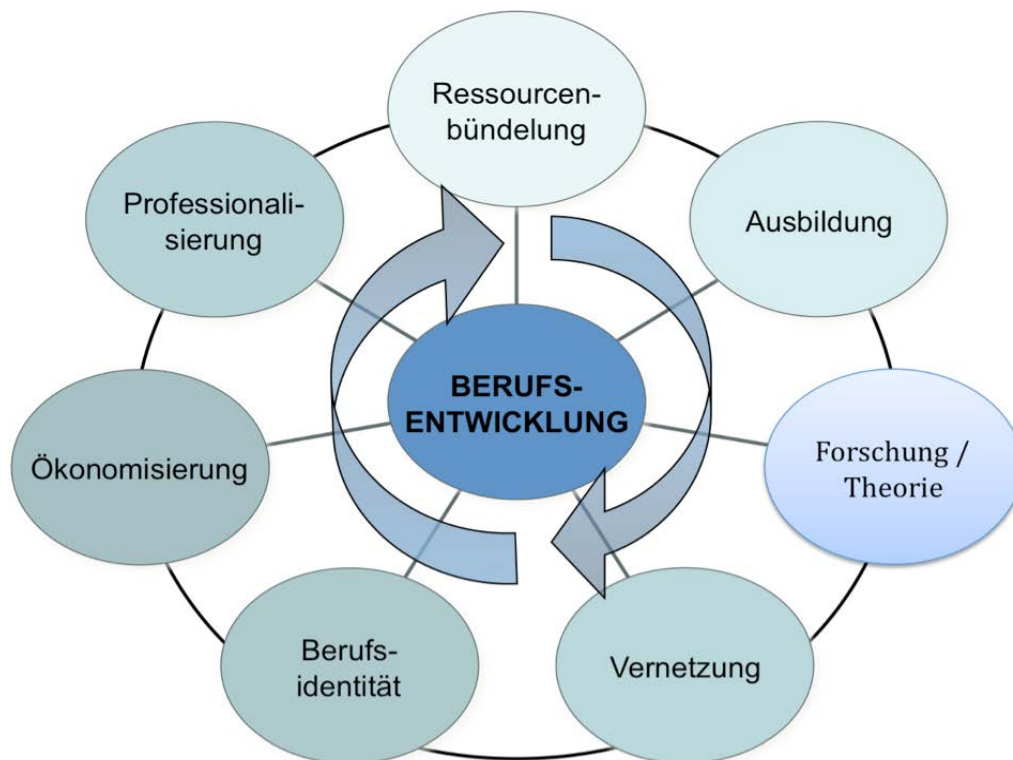 Ressourcen-
bündelung
Ausbildung
Forschung /
Theorie
Vernetzung
Berufs-
identität
Ökonomisierung
Professionali-
sierung
BERUFS-
ENTWICKLUNG